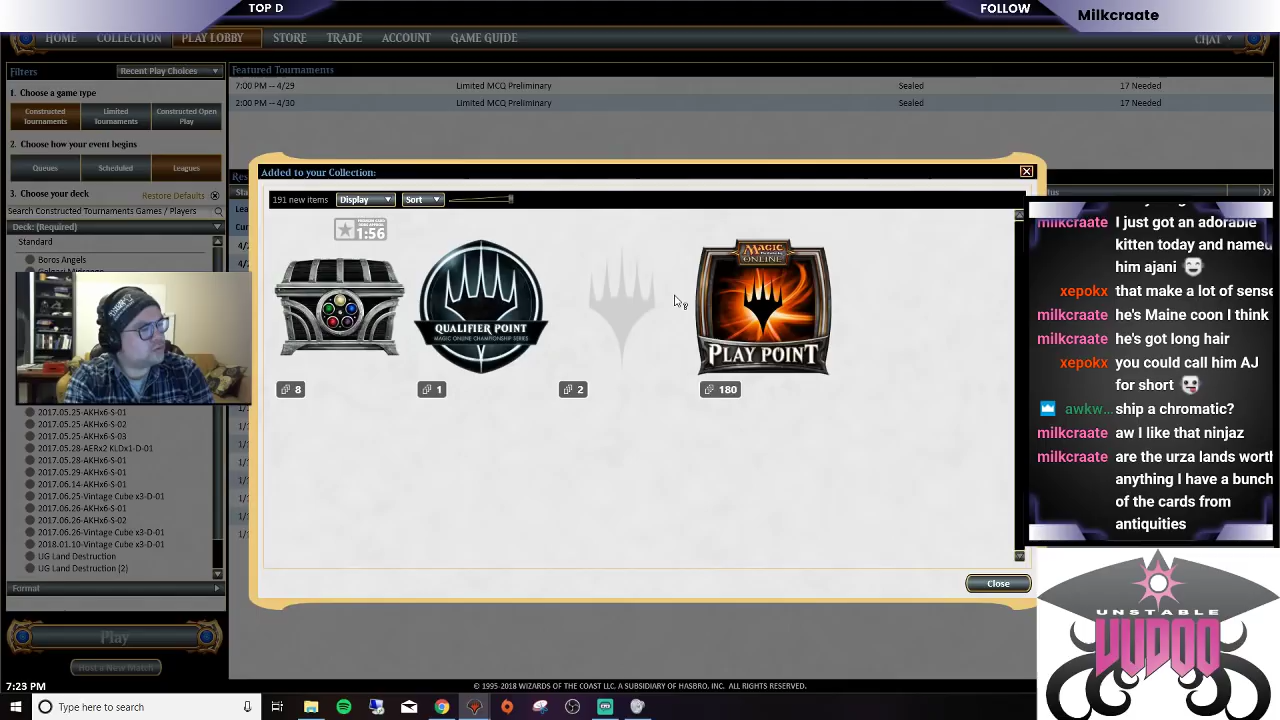 TOP D
FOLLOW
Milkcraate
HOME
COLLECTION
PLAY LOBBY
STORE
TRADE
ACCOUNT
GAME GUIDE
CHAT
Filters
Recent Play Choices
1. Choose a game type
Constructed Tournaments
Limited Tournaments
Constructed Open Play
2. Choose how your event begins
Queues
Scheduled
Leagues
3. Choose your deck
Restore Defaults
Search Constructed Tournaments Games / Players
Deck: (Required)
Standard
Boros Angels
2017.05.25-AKHx6-S-01
2017.05.25-AKHx6-S-02
2017.05.25-AKHx6-S-03
2017.05.28-AERx2 KLDx1-D-01
2017.05.28-AKHx6-S-01
2017.05.29-AKHx6-S-01
2017.06.14-AKHx6-S-01
2017.06.25-Vintage Cube x3-D-01
2017.06.26-AKHx6-S-01
2017.06.26-AKHx6-S-02
2017.06.26-Vintage Cube x3-D-01
2018.01.10-Vintage Cube x3-D-01
UG Land Destruction
UG Land Destruction (2)
Format
Play
Host a New Match
Featured Tournaments
7:00 PM -- 4/29 Limited MCQ Preliminary Sealed 17 Needed
2:00 PM -- 4/30 Limited MCQ Preliminary Sealed 17 Needed
Added to your Collection:
191 new items
Display
Sort
1:56
QUALIFIER POINT
MAGIC ONLINE CHAMPIONSHIP SERIES
MAGIC ONLINE
PLAY POINT
8
1
2
180
Close
milkcraate I just got an adorable
kitten today and named
him ajani
xepokx that make a lot of sense
milkcraate he's Maine coon I think
milkcraate he's got long hair
xepokx you could call him AJ
for short
awkw... ship a chromatic?
milkcraate aw I like that ninjaz
milkcraate are the urza lands worth
anything I have a bunch
of the cards from
antiquities
UNSTABLE
VUDOO
© 1995-2018 WIZARDS OF THE COAST LLC, A SUBSIDIARY OF HASBRO, INC. ALL RIGHTS RESERVED.
7:23 PM
Type here to search